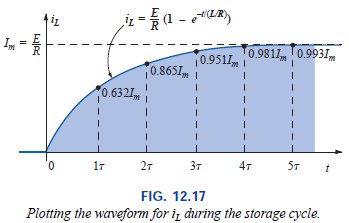 i_L
i_L = E/R (1 − e^−t/(L/R))
I_m = E/R
0.632I_m
0.865I_m
0.951I_m
0.981I_m
0.993I_m
0 1τ 2τ 3τ 4τ 5τ t
FIG. 12.17
Plotting the waveform for i_L during the storage cycle.